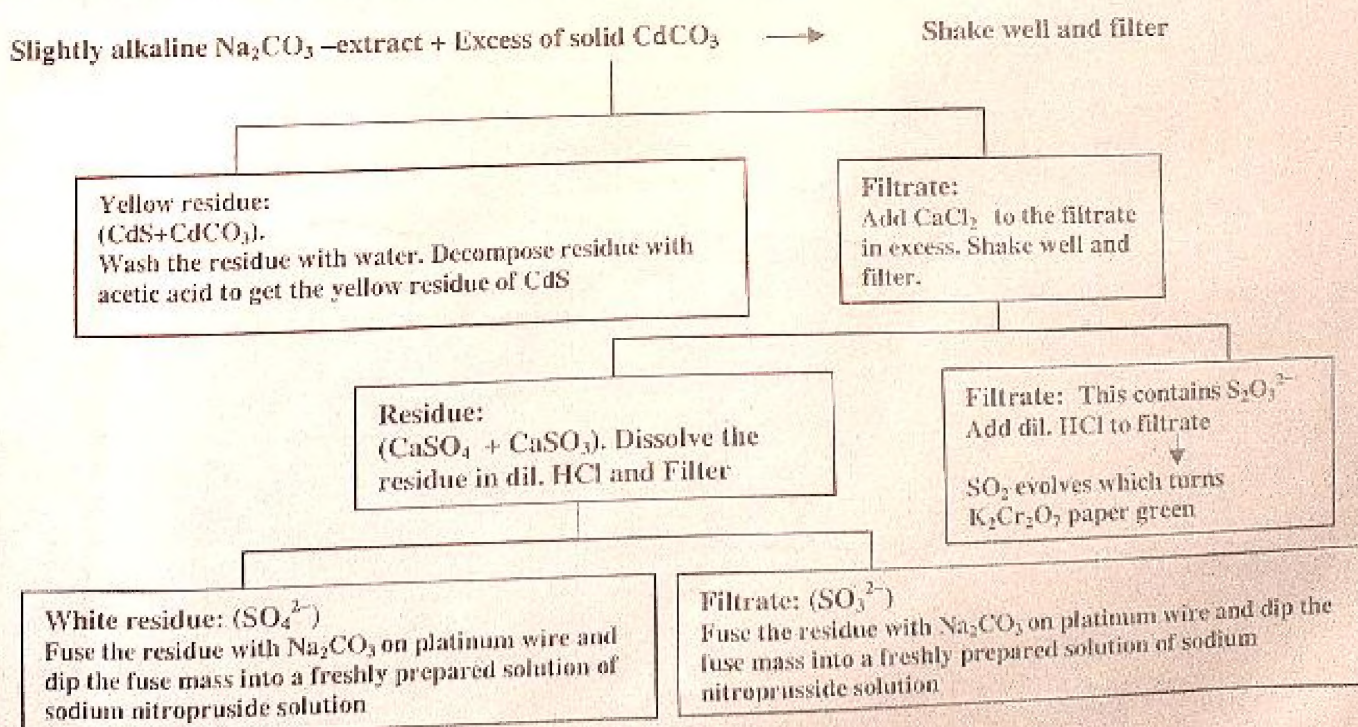 Slightly alkaline Na₂CO₃ –extract + Excess of solid CdCO₃ → Shake well and filter
Yellow residue:
(CdS+CdCO₃).
Wash the residue with water. Decompose residue with
acetic acid to get the yellow residue of CdS
Filtrate:
Add CaCl₂ to the filtrate
in excess. Shake well and
filter.
Residue:
(CaSO₄ + CaSO₃). Dissolve the
residue in dil. HCl and Filter
Filtrate: This contains S₂O₃²⁻
Add dil. HCl to filtrate
↓
SO₂ evolves which turns
K₂Cr₂O₇ paper green
White residue: (SO₄²⁻)
Fuse the residue with Na₂CO₃ on platinum wire and
dip the fuse mass into a freshly prepared solution of
sodium nitropruside solution
Filtrate: (SO₃²⁻)
Fuse the residue with Na₂CO₃ on platinum wire and dip the
fuse mass into a freshly prepared solution of sodium
nitroprusside solution